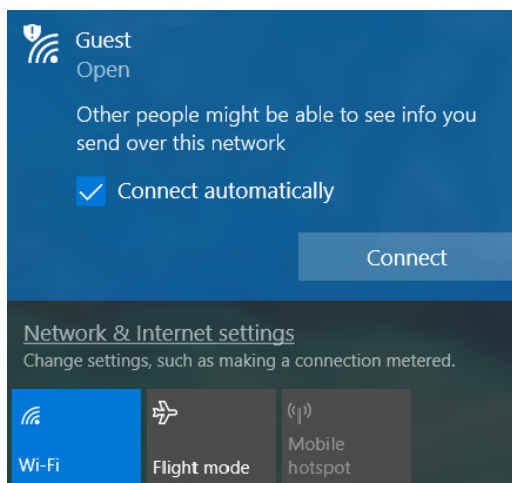 Guest
Open
Other people might be able to see info you
send over this network
Connect automatically
Connect
Network & Internet settings
Change settings, such as making a connection metered.
Wi-Fi
Flight mode
Mobile
hotspot